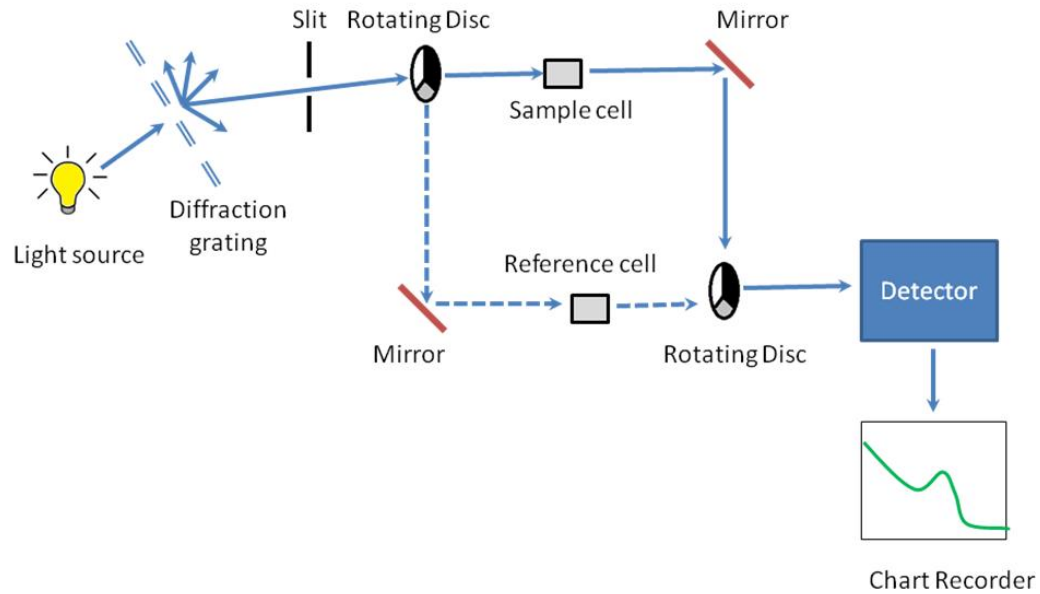 Slit
Rotating Disc
Mirror
Sample cell
Diffraction
grating
Light source
Reference cell
Detector
Mirror
Rotating Disc
Chart Recorder